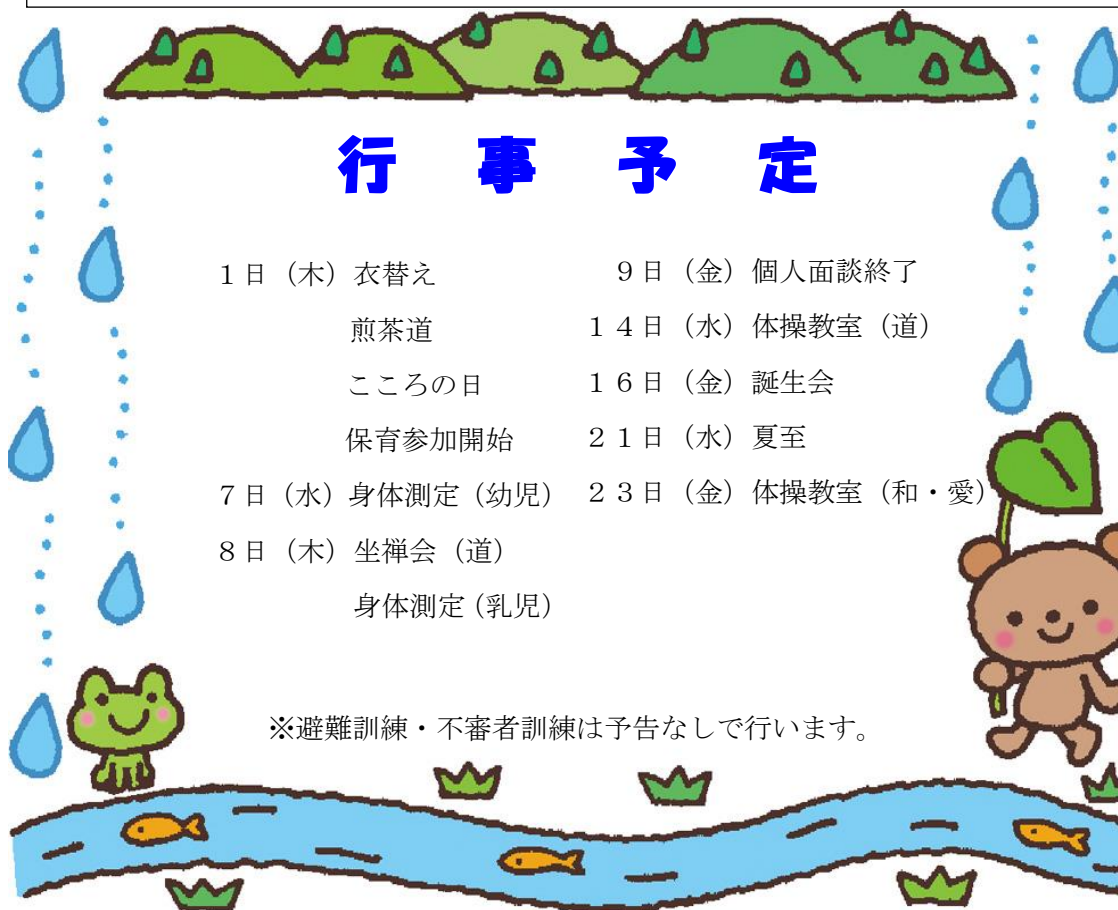 行 事 予 定
1日（木）衣替え
煎茶道
こころの日
保育参加開始
7日（水）身体測定（幼児）
8日（木）坐禅会（道）
身体測定（乳児）
9日（金）個人面談終了
１４日（水）体操教室（道）
１６日（金）誕生会
２１日（水）夏至
２３日（金）体操教室（和・愛）
※避難訓練・不審者訓練は予告なしで行います。